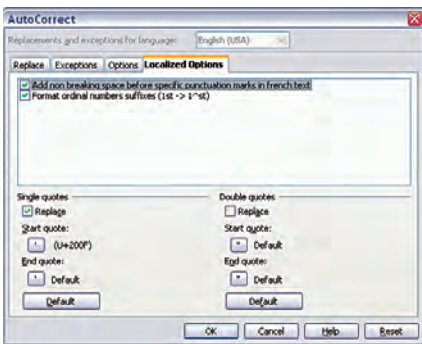 AutoCorrect
Replacements and exceptions for language: English (USA)
Replace Exceptions Options Localized Options
Add non breaking space before specific punctuation marks in french text
Format ordinal numbers suffixes (1st -> 1^st)
Single quotes Double quotes
Replace Replace
Start quote: Start quote:
' (U+200F) " Default
End quote: End quote:
' Default " Default
Default Default
OK Cancel Help Reset